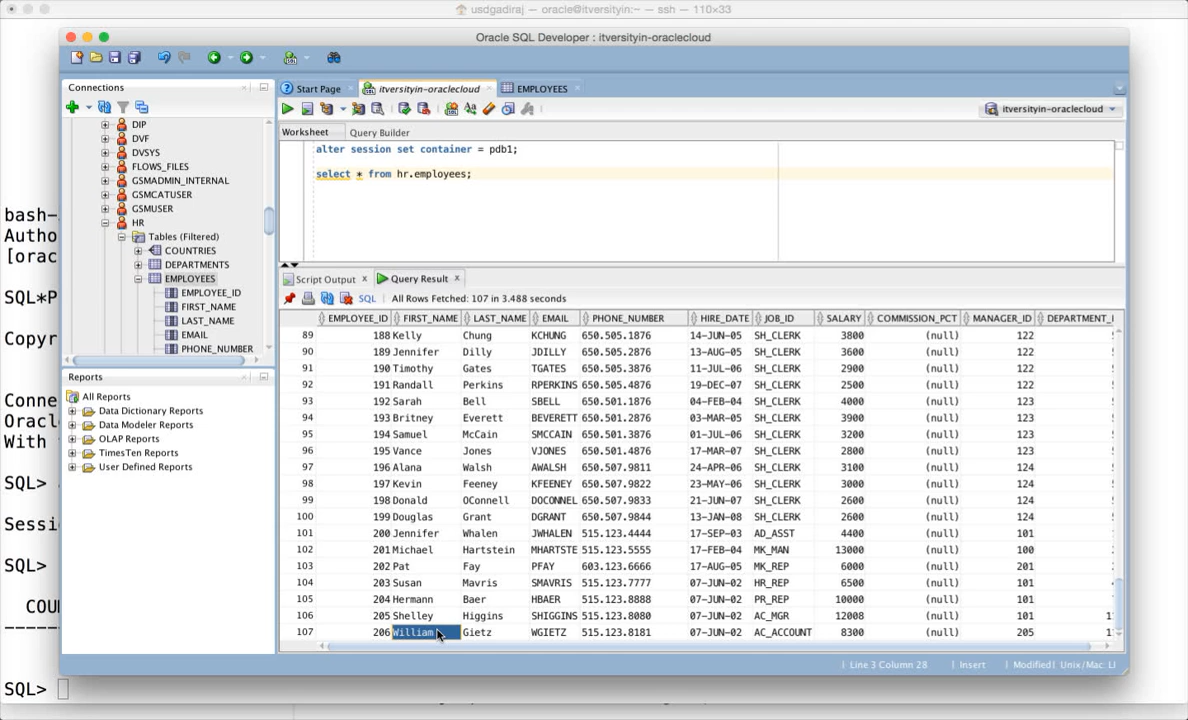 usdgadiraj — oracle@itversityin:~ — ssh — 110×33
Oracle SQL Developer : itversityin-oraclecloud
Connections
Start Page
itversityin-oraclecloud
EMPLOYEES
itversityin-oraclecloud
Worksheet
Query Builder
alter session set container = pdb1;
select * from hr.employees;
DIP
DVF
DVSYS
FLOWS_FILES
GSMADMIN_INTERNAL
GSMCATUSER
GSMUSER
HR
Tables (Filtered)
COUNTRIES
DEPARTMENTS
EMPLOYEES
EMPLOYEE_ID
FIRST_NAME
LAST_NAME
EMAIL
PHONE_NUMBER
Reports
All Reports
Data Dictionary Reports
Data Modeler Reports
OLAP Reports
TimesTen Reports
User Defined Reports
Script Output
Query Result
SQL
All Rows Fetched: 107 in 3.488 seconds
EMPLOYEE_ID FIRST_NAME LAST_NAME EMAIL PHONE_NUMBER HIRE_DATE JOB_ID SALARY COMMISSION_PCT MANAGER_ID DEPARTMENT_I
89 188 Kelly Chung KCHUNG 650.505.1876 14-JUN-05 SH_CLERK 3800 (null) 122
90 189 Jennifer Dilly JDILLY 650.505.2876 13-AUG-05 SH_CLERK 3600 (null) 122
91 190 Timothy Gates TGATES 650.505.3876 11-JUL-06 SH_CLERK 2900 (null) 122
92 191 Randall Perkins RPERKINS 650.505.4876 19-DEC-07 SH_CLERK 2500 (null) 122
93 192 Sarah Bell SBELL 650.501.1876 04-FEB-04 SH_CLERK 4000 (null) 123
94 193 Britney Everett BEVERETT 650.501.2876 03-MAR-05 SH_CLERK 3900 (null) 123
95 194 Samuel McCain SMCCAIN 650.501.3876 01-JUL-06 SH_CLERK 3200 (null) 123
96 195 Vance Jones VJONES 650.501.4876 17-MAR-07 SH_CLERK 2800 (null) 123
97 196 Alana Walsh AWALSH 650.507.9811 24-APR-06 SH_CLERK 3100 (null) 124
98 197 Kevin Feeney KFEENEY 650.507.9822 23-MAY-06 SH_CLERK 3000 (null) 124
99 198 Donald OConnell DOCONNEL 650.507.9833 21-JUN-07 SH_CLERK 2600 (null) 124
100 199 Douglas Grant DGRANT 650.507.9844 13-JAN-08 SH_CLERK 2600 (null) 124
101 200 Jennifer Whalen JWHALEN 515.123.4444 17-SEP-03 AD_ASST 4400 (null) 101
102 201 Michael Hartstein MHARTSTE 515.123.5555 17-FEB-04 MK_MAN 13000 (null) 100
103 202 Pat Fay PFAY 603.123.6666 17-AUG-05 MK_REP 6000 (null) 201
104 203 Susan Mavris SMAVRIS 515.123.7777 07-JUN-02 HR_REP 6500 (null) 101
105 204 Hermann Baer HBAER 515.123.8888 07-JUN-02 PR_REP 10000 (null) 101
106 205 Shelley Higgins SHIGGINS 515.123.8080 07-JUN-02 AC_MGR 12008 (null) 101
107 206 William Gietz WGIETZ 515.123.8181 07-JUN-02 AC_ACCOUNT 8300 (null) 205
Line 3 Column 28 Insert Modified Unix/Mac: LI
bash-
Autho
[orac
SQL*P
Copyr
Conne
Oracl
With
SQL>
Sessi
SQL>
COU
------
SQL>